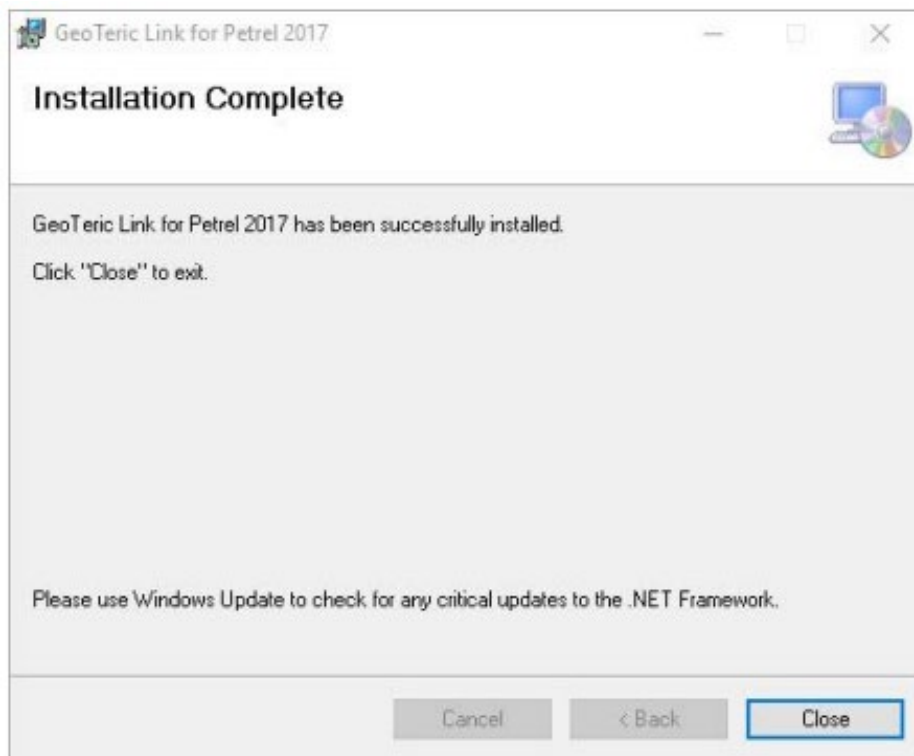 GeoTeric Link for Petrel 2017
Installation Complete
GeoTeric Link for Petrel 2017 has been successfully installed.
Click "Close" to exit.
Please use Windows Update to check for any critical updates to the .NET Framework.
Cancel
< Back
Close